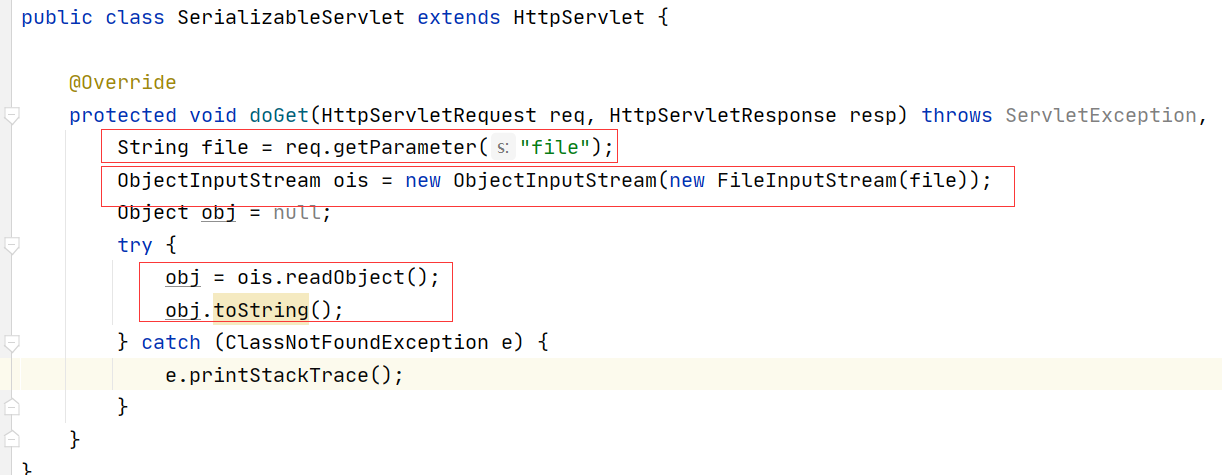 public class SerializableServlet extends HttpServlet {
@Override
protected void doGet(HttpServletRequest req, HttpServletResponse resp) throws ServletException,
String file = req.getParameter( s: "file");
ObjectInputStream ois = new ObjectInputStream(new FileInputStream(file));
Object obj = null;
try {
obj = ois.readObject();
obj.toString();
} catch (ClassNotFoundException e) {
e.printStackTrace();
}
}
}